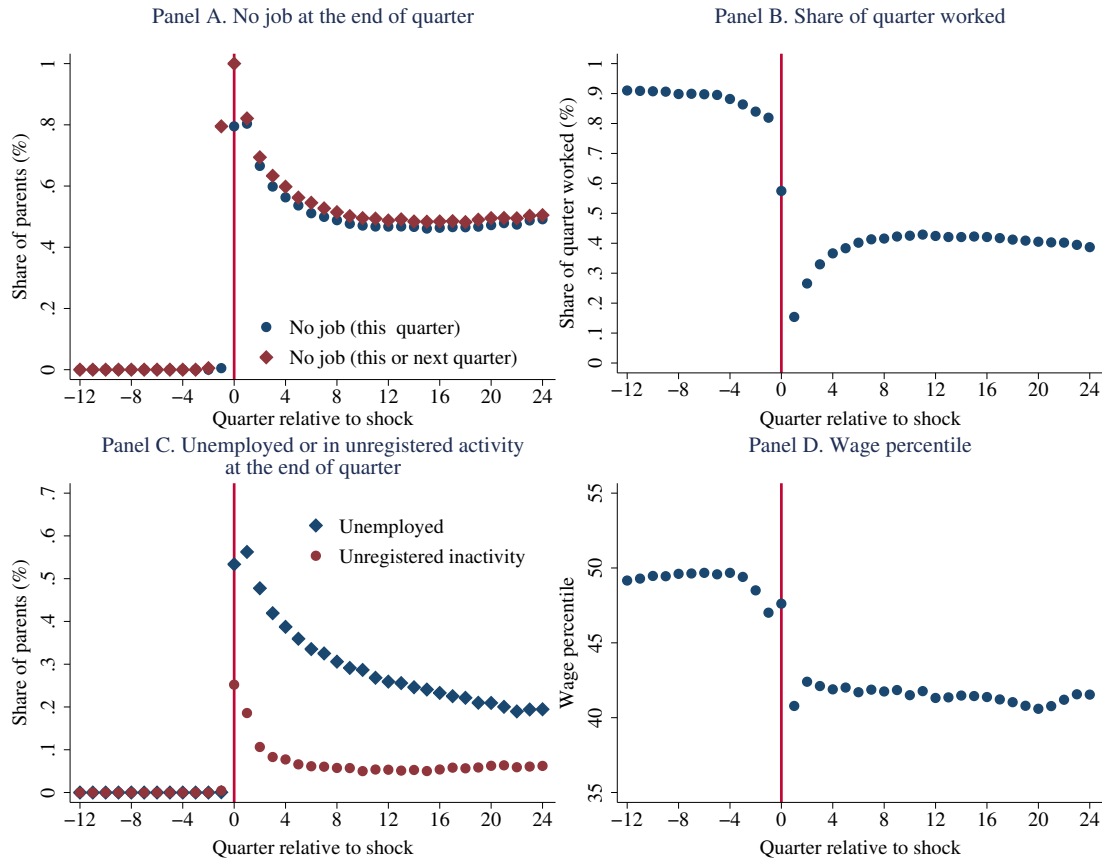 Panel A. No job at the end of quarter
Share of parents (%)
1
.8
.6
.4
.2
0
No job (this quarter)
No job (this or next quarter)
−12 −8 −4 0 4 8 12 16 20 24
Quarter relative to shock
Panel B. Share of quarter worked
Share of quarter worked (%)
1
.9
.8
.7
.6
.5
.4
.3
.2
.1
0
−12 −8 −4 0 4 8 12 16 20 24
Quarter relative to shock
Panel C. Unemployed or in unregistered activity
at the end of quarter
Share of parents (%)
.7
.6
.5
.4
.3
.2
.1
0
Unemployed
Unregistered inactivity
−12 −8 −4 0 4 8 12 16 20 24
Quarter relative to shock
Panel D. Wage percentile
Wage percentile
55
50
45
40
35
−12 −8 −4 0 4 8 12 16 20 24
Quarter relative to shock